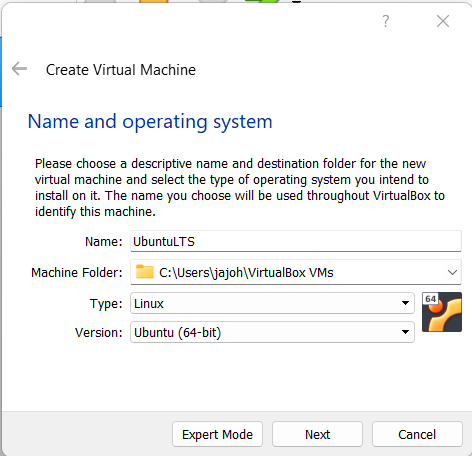 ?
Create Virtual Machine
Name and operating system
Please choose a descriptive name and destination folder for the new
virtual machine and select the type of operating system you intend to
install on it. The name you choose will be used throughout VirtualBox to
identify this machine.
Name: UbuntuLTS
Machine Folder: C:\Users\jajoh\VirtualBox VMs
Type: Linux
64
Version: Ubuntu (64-bit)
Expert Mode Next Cancel